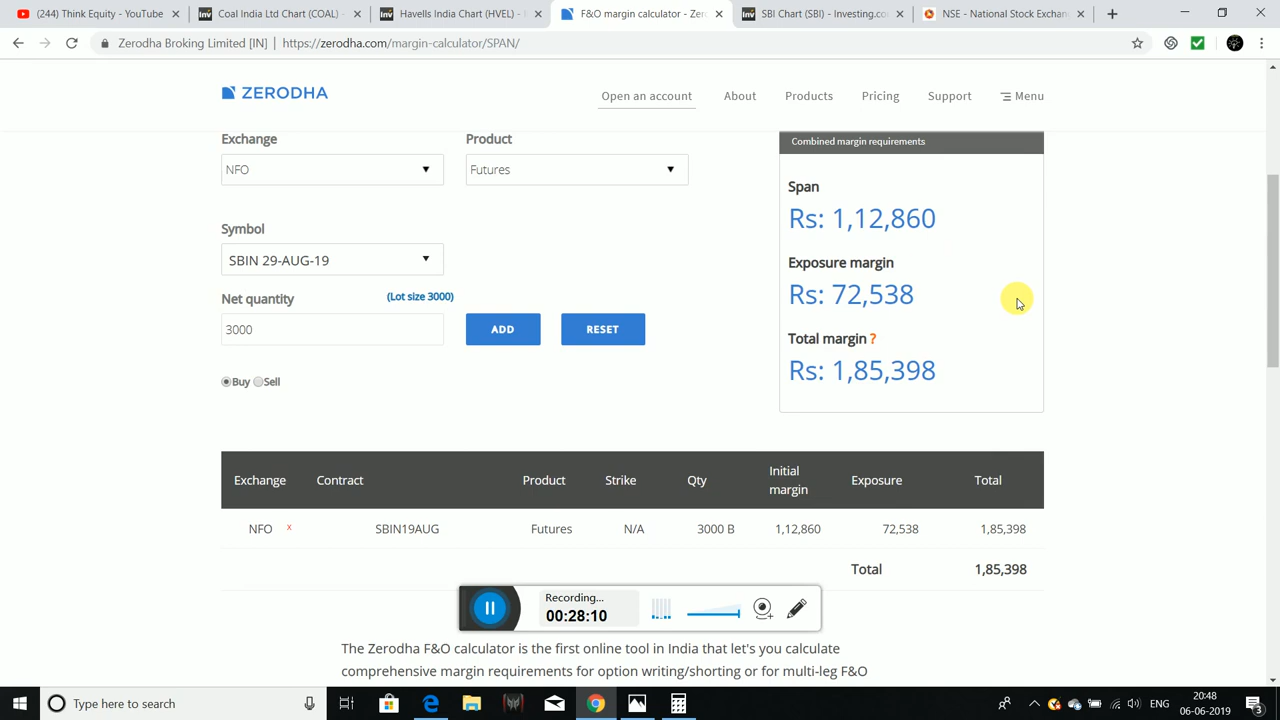 (244) Think Equity - YouTube
Coal India Ltd Chart (COAL) -
Havells India Chart (HVEL) -
F&O margin calculator - Zero
SBI Chart (SBI) - Investing.com
NSE - National Stock Exchan
Zerodha Broking Limited [IN] | https://zerodha.com/margin-calculator/SPAN/
ZERODHA
Open an account About Products Pricing Support Menu
Exchange Product
NFO Futures
Symbol
SBIN 29-AUG-19
Net quantity (Lot size 3000)
3000 ADD RESET
Buy Sell
Combined margin requirements
Span
Rs: 1,12,860
Exposure margin
Rs: 72,538
Total margin ?
Rs: 1,85,398
Exchange Contract Product Strike Qty Initial margin Exposure Total
NFO x SBIN19AUG Futures N/A 3000 B 1,12,860 72,538 1,85,398
Total 1,85,398
Recording...
00:28:10
The Zerodha F&O calculator is the first online tool in India that let's you calculate
comprehensive margin requirements for option writing/shorting or for multi-leg F&O
Type here to search
ENG
20:48
06-06-2019
3